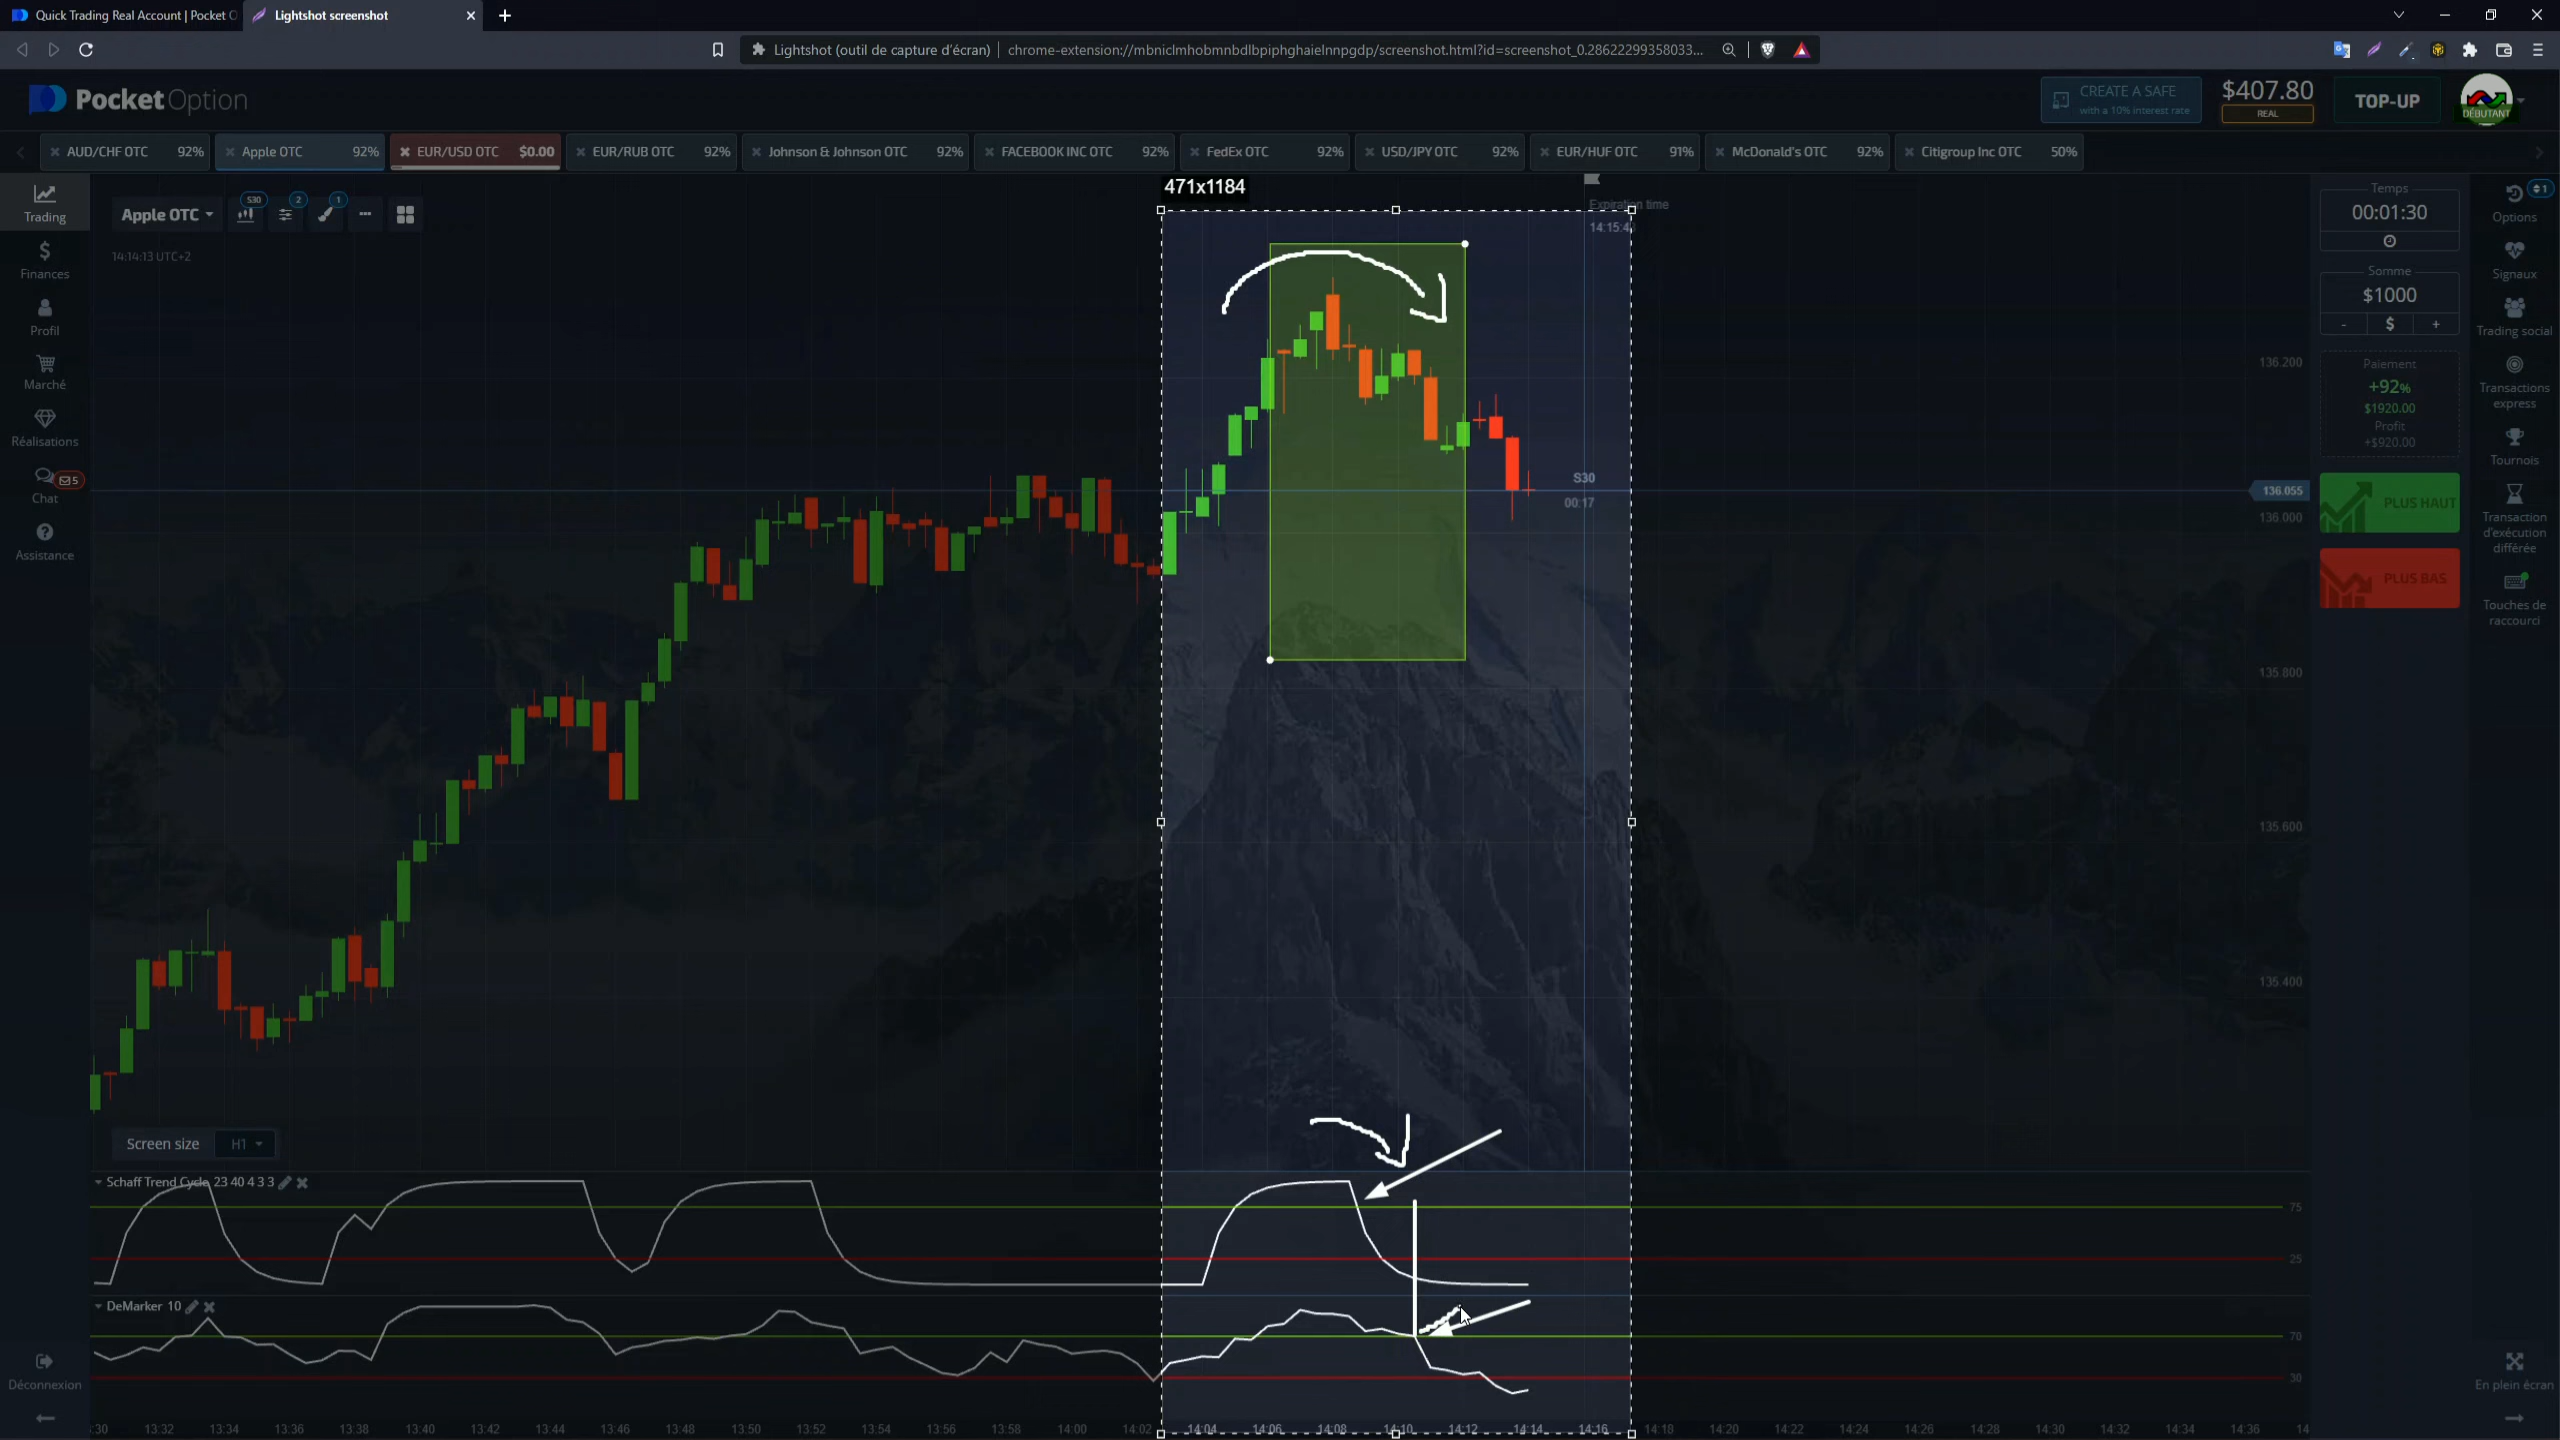 Quick Trading Real Account | Pocket O
Lightshot screenshot
Lightshot (outil de capture d'écran)
chrome-extension://mbniclmhobmnbdlbpiphghaielnnpgdp/screenshot.html?id=screenshot_0.28622299358033...
PocketOption
CREATE A SAFE
with a 10% interest rate
$407.80
REAL
TOP-UP
DÉBUTANT
AUD/CHF OTC 92%
Apple OTC 92%
EUR/USD OTC $0.00
EUR/RUB OTC 92%
Johnson & Johnson OTC 92%
FACEBOOK INC OTC 92%
FedEx OTC 92%
USD/JPY OTC 92%
EUR/HUF OTC 91%
McDonald's OTC 92%
Citigroup Inc OTC 50%
471x1184
Trading
Finances
Profil
Marché
Réalisations
5
Chat
Assistance
Déconnexion
Apple OTC
S30
2
1
14:14:13 UTC+2
Expiration time
14:15:4
S30
00:17
136.200
136.055
136.000
135.800
135.600
135.400
Screen size H1
Schaff Trend Cycle 23 40 4 3 3
75
25
DeMarker 10
70
30
:30 13:32 13:34 13:36 13:38 13:40 13:42 13:44 13:46 13:48 13:50 13:52 13:54 13:56 13:58 14:00 14:02 14:04 14:06 14:08 14:10 14:12 14:14 14:16 14:18 14:20 14:22 14:24 14:26 14:28 14:30 14:32 14:34 14:36 14
Temps
00:01:30
Somme
$1000
- $ +
Paiement
+92%
$1920.00
Profit
+$920.00
PLUS HAUT
PLUS BAS
1
Options
Signaux
Trading social
Transactions
express
Tournois
Transaction
d'exécution
différée
Touches de
raccourci
En plein écran